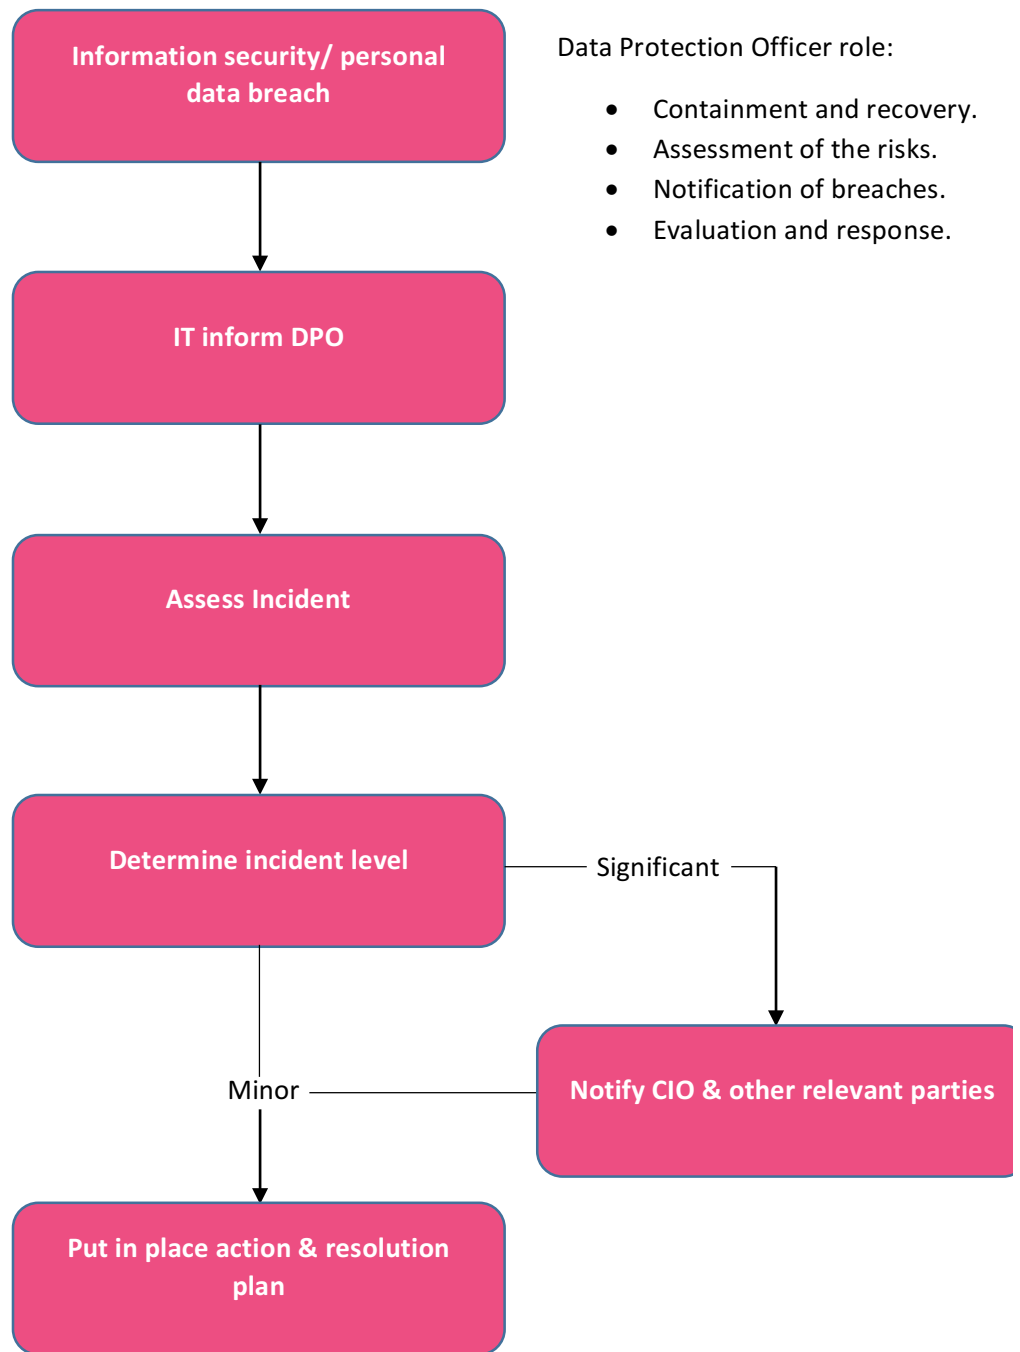 Information security/ personal
data breach
Data Protection Officer role:
• Containment and recovery.
• Assessment of the risks.
• Notification of breaches.
• Evaluation and response.
IT inform DPO
Assess Incident
Determine incident level
Significant
Minor
Notify CIO & other relevant parties
Put in place action & resolution
plan